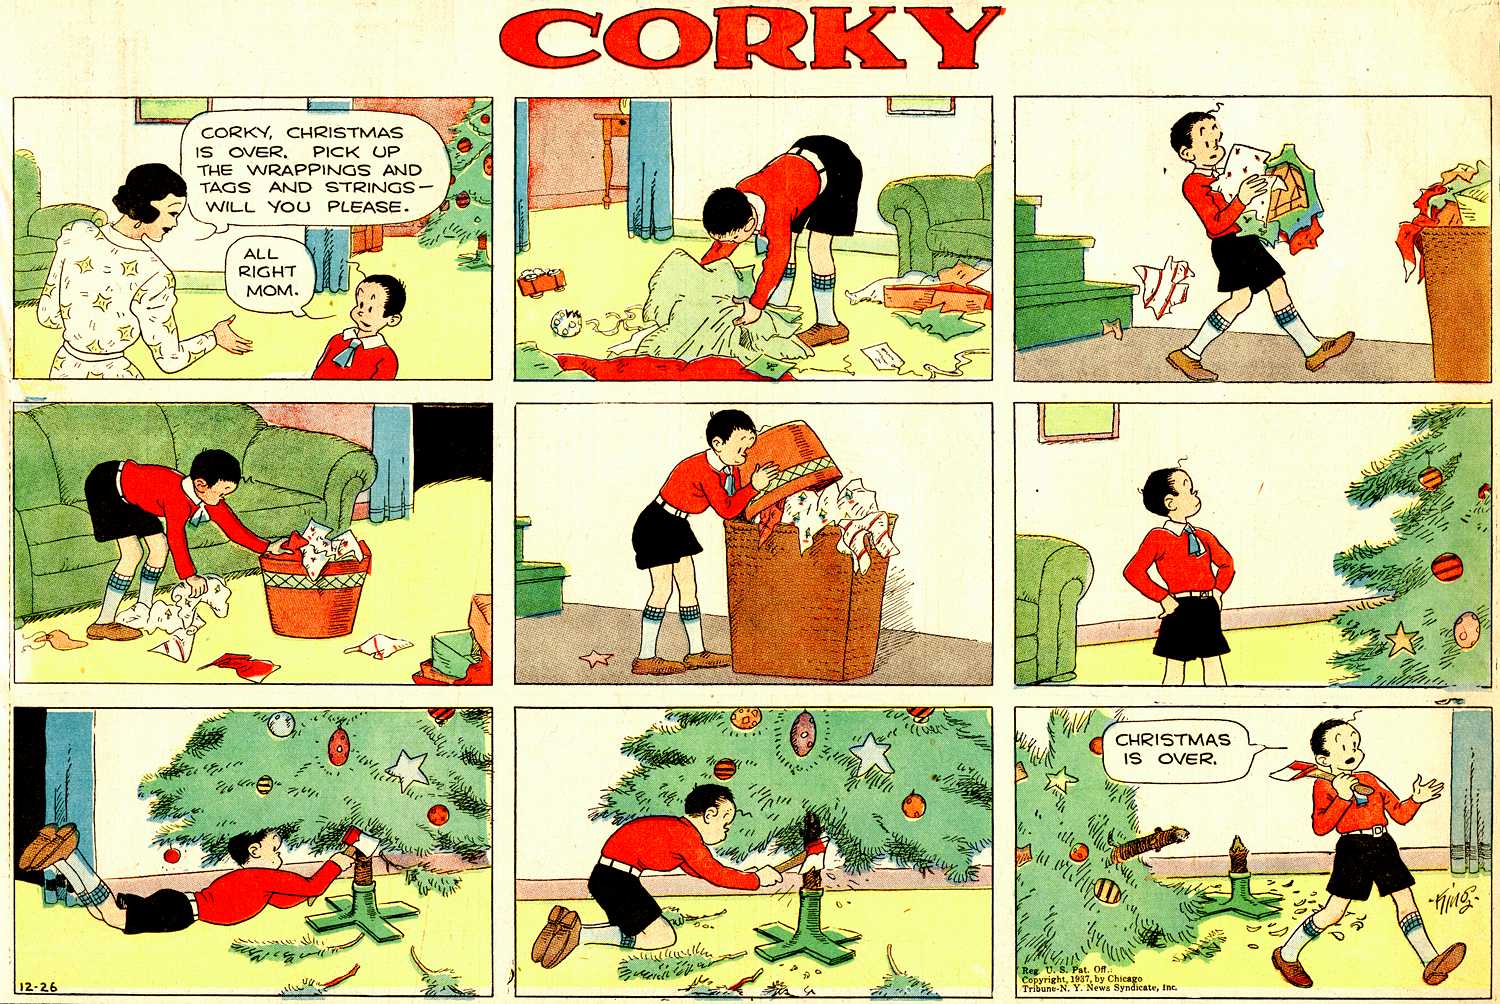 CORKY
CORKY, CHRISTMAS
IS OVER. PICK UP
THE WRAPPINGS AND
TAGS AND STRINGS—
WILL YOU PLEASE.
ALL
RIGHT
MOM.
12-26
CHRISTMAS
IS OVER.
KING
Reg. U. S. Pat. Off.:
Copyright, 1937, by Chicago
Tribune-N. Y. News Syndicate, Inc.